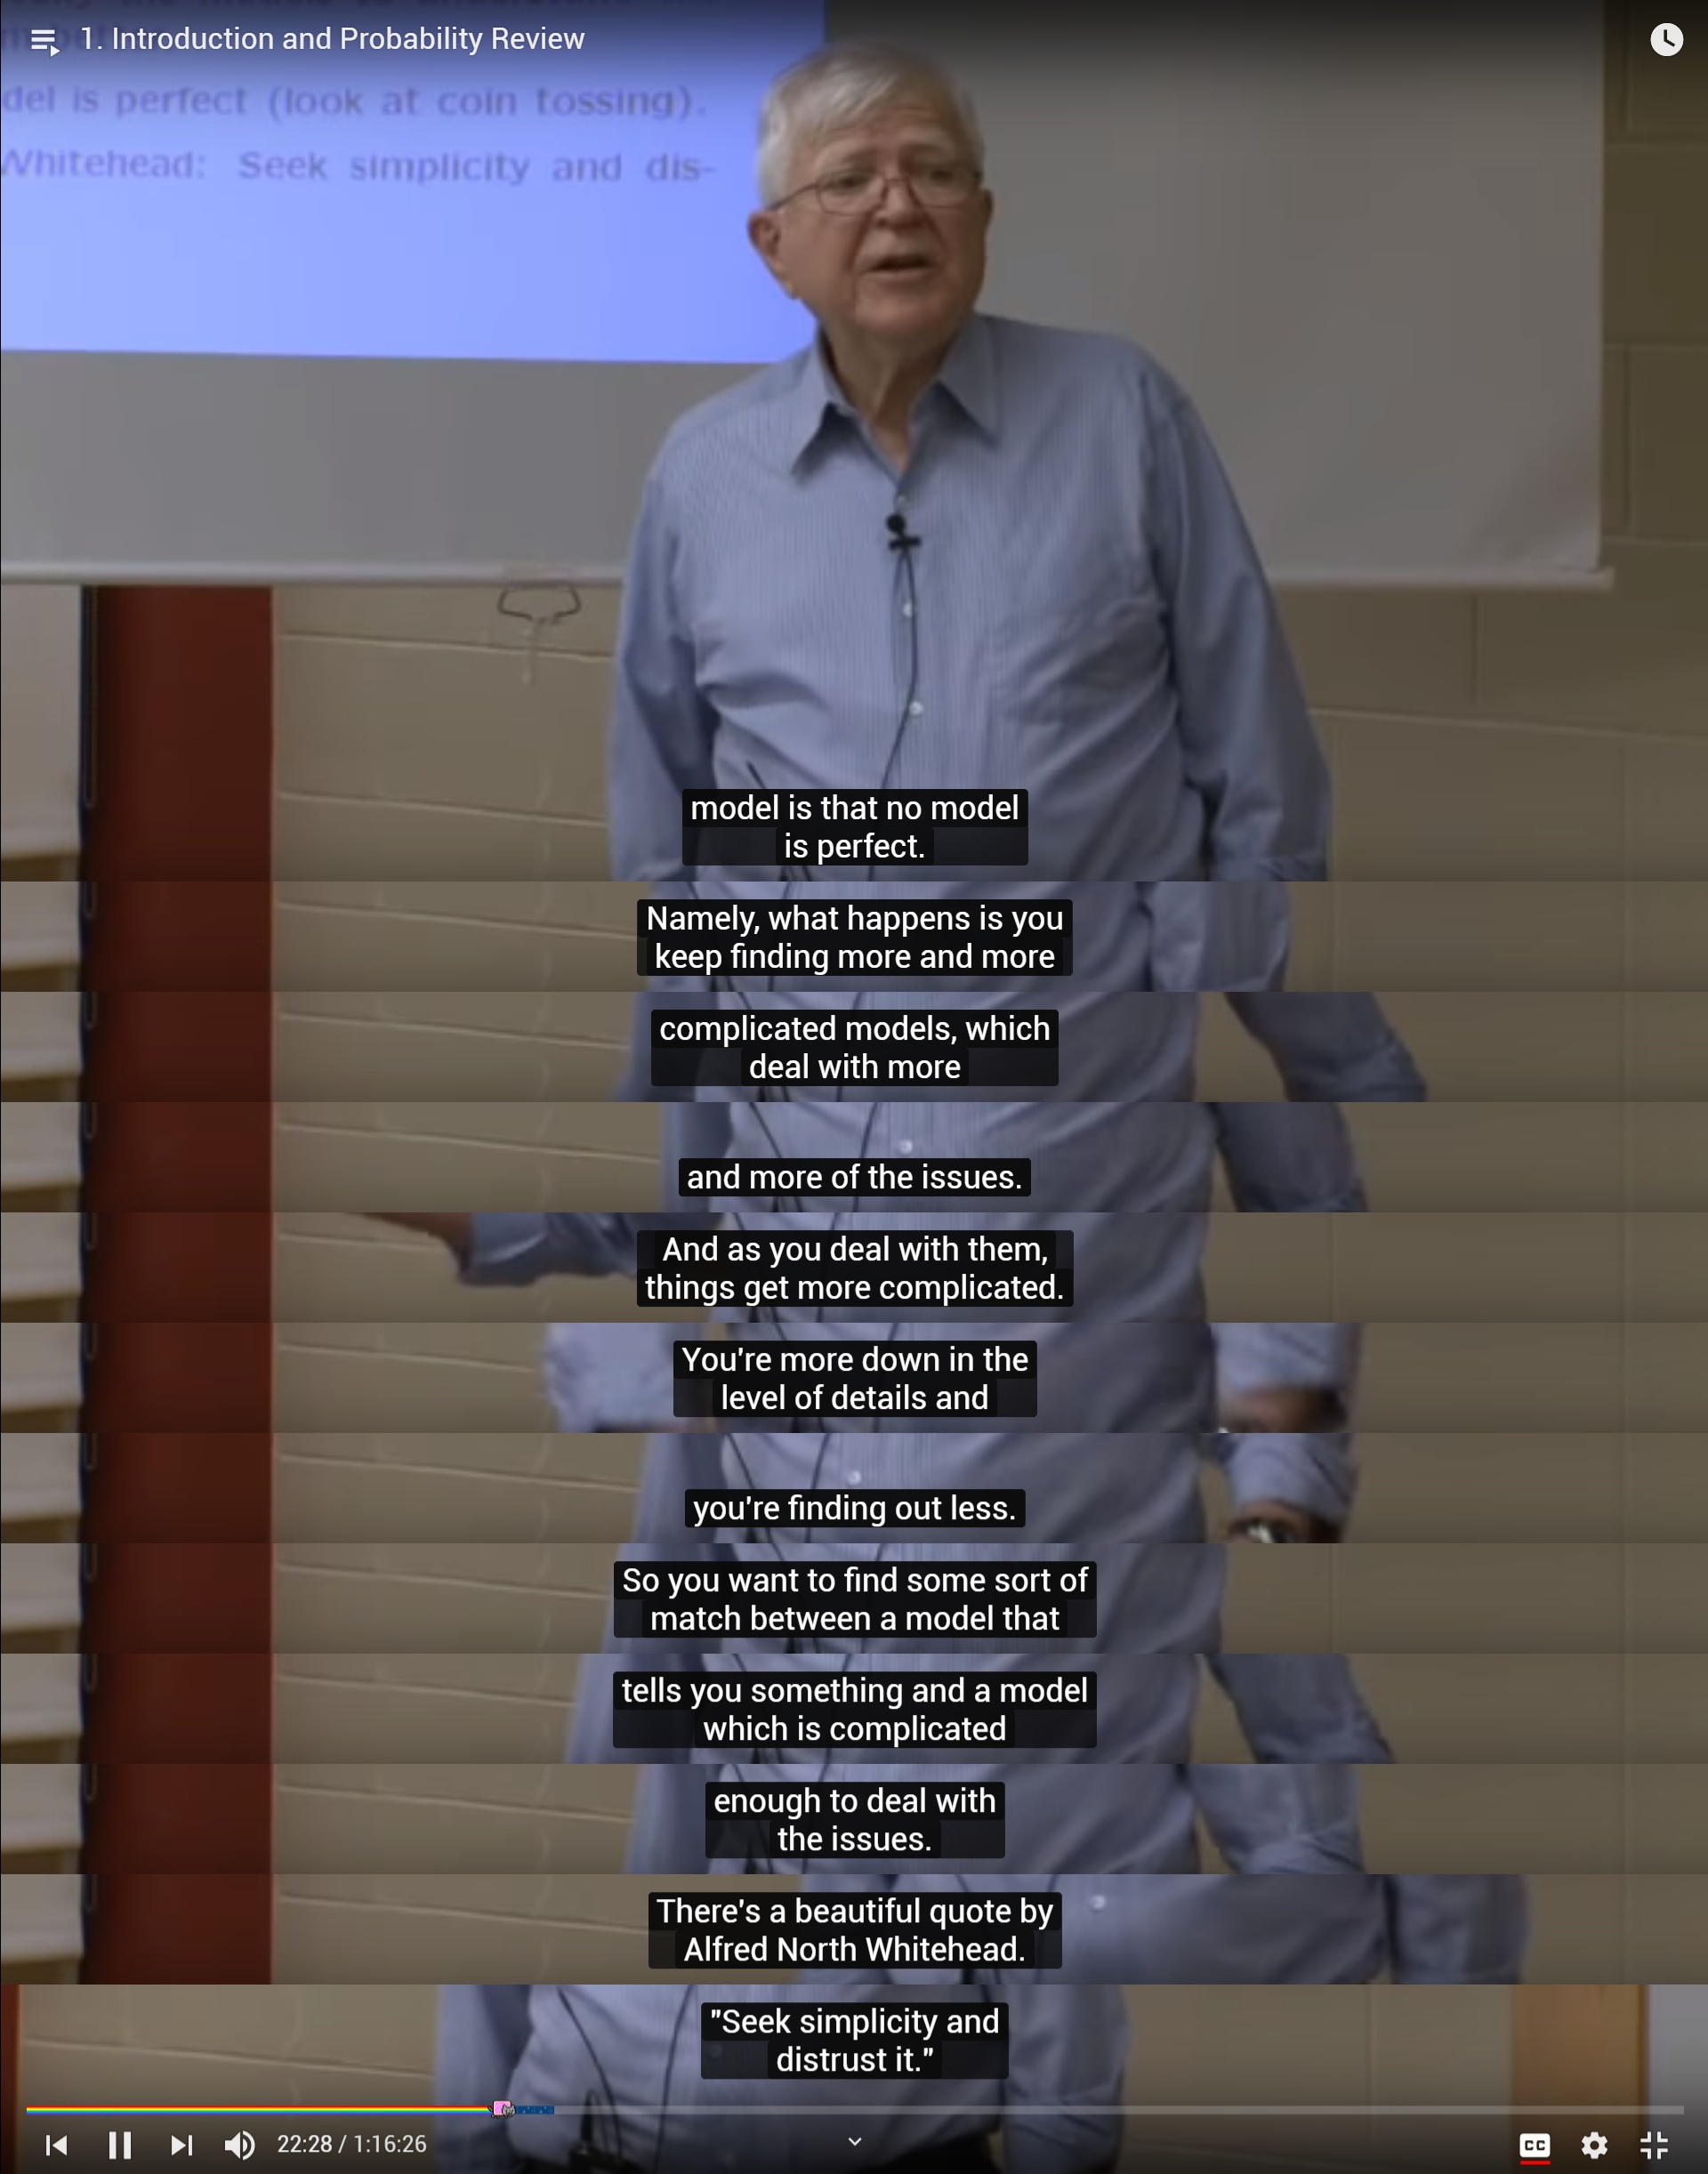 1. Introduction and Probability Review
del is perfect (look at coin tossing).
Whitehead: Seek simplicity and dis-
model is that no model
is perfect.
Namely, what happens is you
keep finding more and more
complicated models, which
deal with more
and more of the issues.
And as you deal with them,
things get more complicated.
You're more down in the
level of details and
you're finding out less.
So you want to find some sort of
match between a model that
tells you something and a model
which is complicated
enough to deal with
the issues.
There's a beautiful quote by
Alfred North Whitehead.
"Seek simplicity and
distrust it."
22:28 / 1:16:26
CC